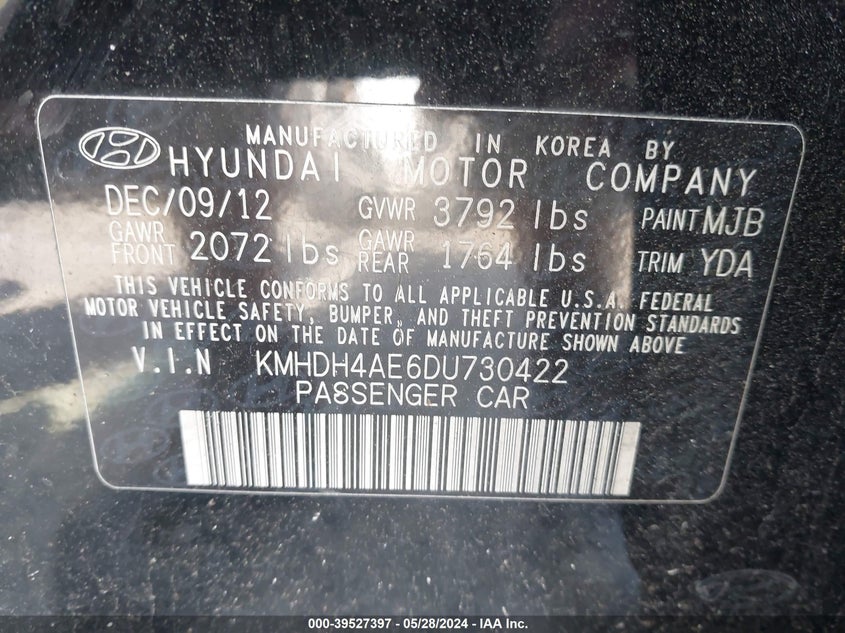 MANUFACTURED IN KOREA BY
HYUNDAI MOTOR COMPANY
DEC/09/12 GVWR 3792 lbs PAINT MJB
GAWR FRONT 2072 lbs GAWR REAR 1764 lbs TRIM YDA
THIS VEHICLE CONFORMS TO ALL APPLICABLE U.S.A. FEDERAL
MOTOR VEHICLE SAFETY, BUMPER, AND THEFT PREVENTION STANDARDS
IN EFFECT ON THE DATE OF MANUFACTURE SHOWN ABOVE
V.I.N KMHDH4AE6DU730422
PASSENGER CAR
000-39527397 - 05/28/2024 - IAA Inc.